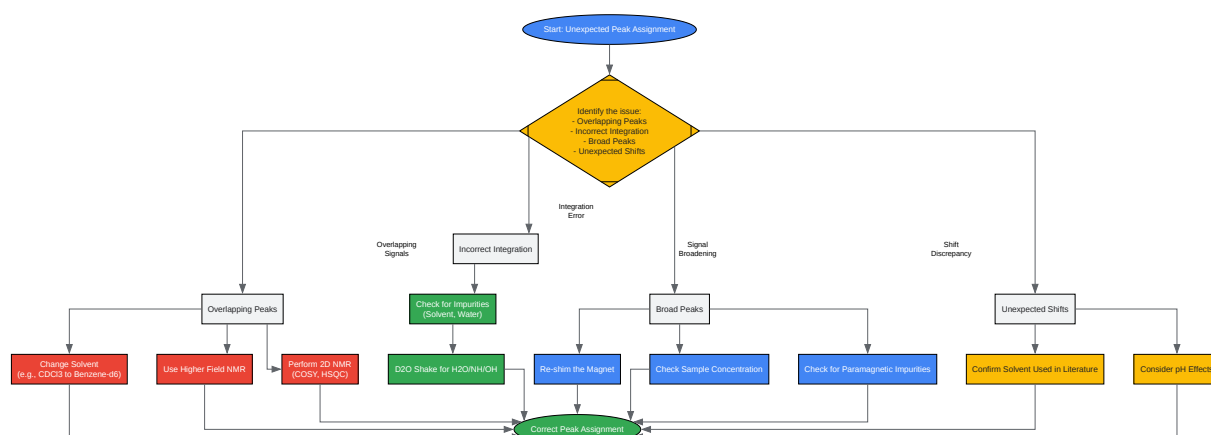 Start: Unexpected Peak Assignment
Identify the issue:
- Overlapping Peaks
- Incorrect Integration
- Broad Peaks
- Unexpected Shifts
Integration
Error
Overlapping
Signals
Incorrect Integration
Signal
Broadening
Shift
Discrepancy
Overlapping Peaks
Check for Impurities
(Solvent, Water)
Broad Peaks
Unexpected Shifts
Change Solvent
(e.g., CDCl3 to Benzene-d6)
Use Higher Field NMR
Perform 2D NMR
(COSY, HSQC)
D2O Shake for H2O/NH/OH
Re-shim the Magnet
Check Sample Concentration
Check for Paramagnetic Impurities
Confirm Solvent Used in Literature
Consider pH Effects
Correct Peak Assignment